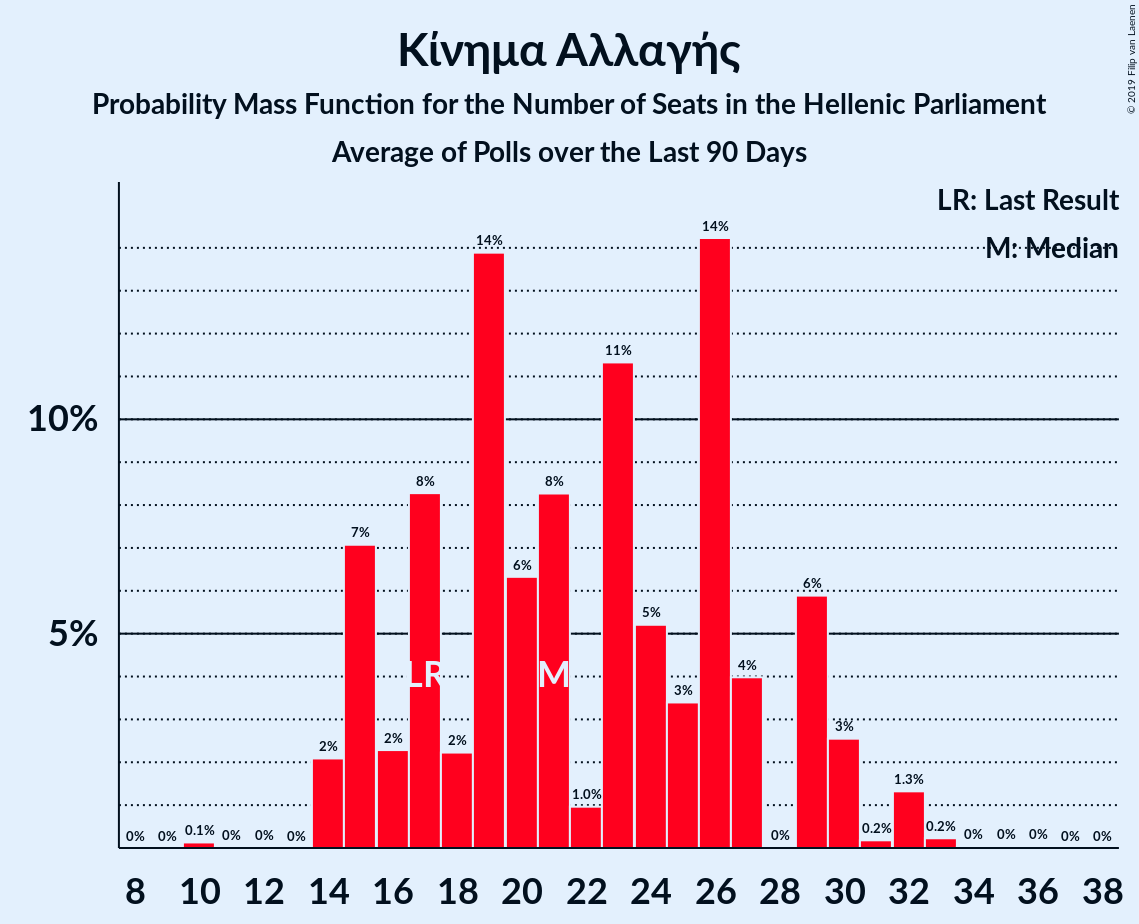 © 2019 Filip van Laenen
Κίνημα Αλλαγής
Probability Mass Function for the Number of Seats in the Hellenic Parliament
Average of Polls over the Last 90 Days
LR: Last Result
M: Median
10%
5%
0% 0% 0.1% 0% 0% 0% 2% 7% 2% 8% 2% 14% 6% 8% 1.0% 11% 5% 3% 14% 4% 0% 6% 3% 0.2% 1.3% 0.2% 0% 0% 0% 0% 0%
LR M
8 10 12 14 16 18 20 22 24 26 28 30 32 34 36 38